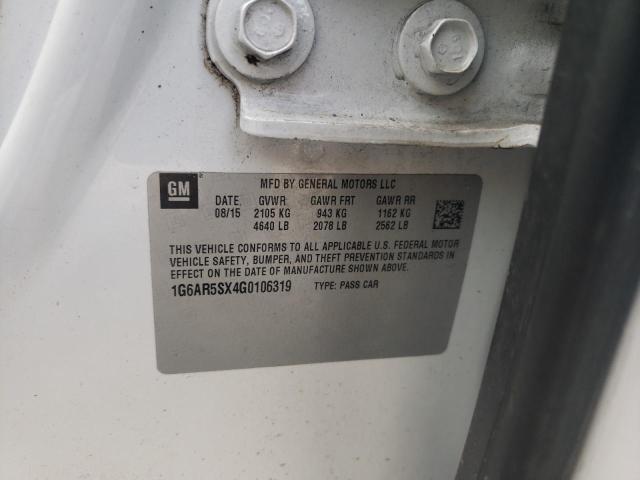 GM
MFD BY GENERAL MOTORS LLC
DATE GVWR GAWR FRT GAWR RR
08/15 2105 KG 943 KG 1162 KG
4640 LB 2078 LB 2562 LB
THIS VEHICLE CONFORMS TO ALL APPLICABLE U.S. FEDERAL MOTOR
VEHICLE SAFETY, BUMPER, AND THEFT PREVENTION STANDARDS IN
EFFECT ON THE DATE OF MANUFACTURE SHOWN ABOVE.
1G6AR5SX4G0106319 TYPE: PASS CAR